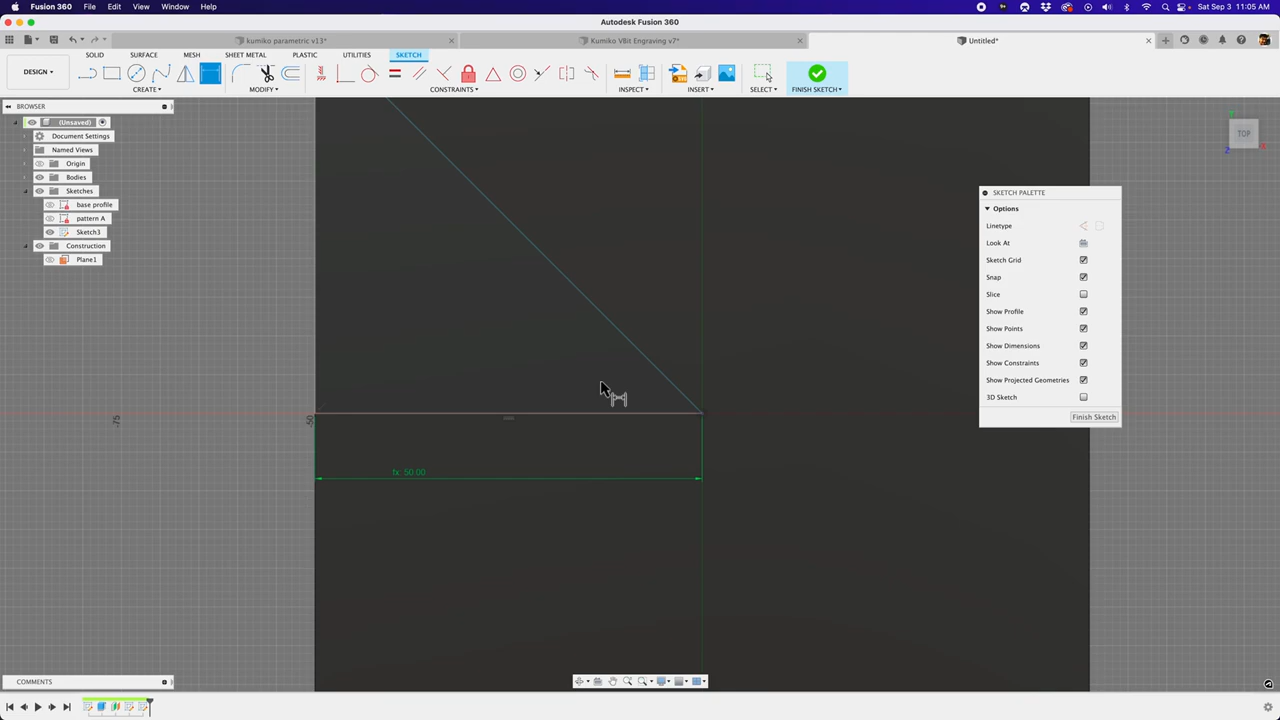 Fusion 360 File Edit View Window Help
Sat Sep 3 11:05 AM
Autodesk Fusion 360
kumiko parametric v13*
Kumiko VBit Engraving v7*
Untitled*
SOLID SURFACE MESH SHEET METAL PLASTIC UTILITIES SKETCH
DESIGN
CREATE MODIFY CONSTRAINTS INSPECT INSERT SELECT FINISH SKETCH
BROWSER
(Unsaved)
Document Settings
Named Views
Origin
Bodies
Sketches
base profile
pattern A
Sketch3
Construction
Plane1
TOP
Y
X
Z
SKETCH PALETTE
Options
Linetype
Look At
Sketch Grid
Snap
Slice
Show Profile
Show Points
Show Dimensions
Show Constraints
Show Projected Geometries
3D Sketch
Finish Sketch
-75
-50
fx: 50.00
COMMENTS